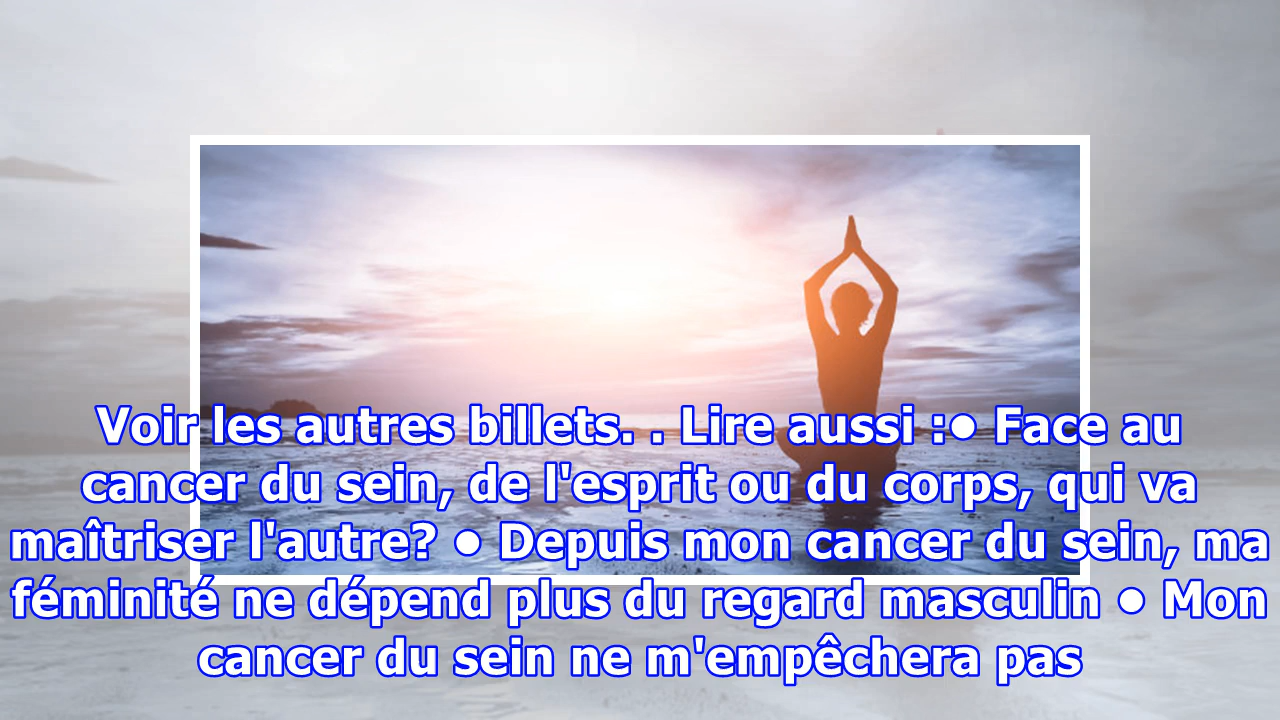 Voir les autres billets. . Lire aussi :● Face au
cancer du sein, de l'esprit ou du corps, qui va
maîtriser l'autre? ● Depuis mon cancer du sein, ma
féminité ne dépend plus du regard masculin ● Mon
cancer du sein ne m'empêchera pas